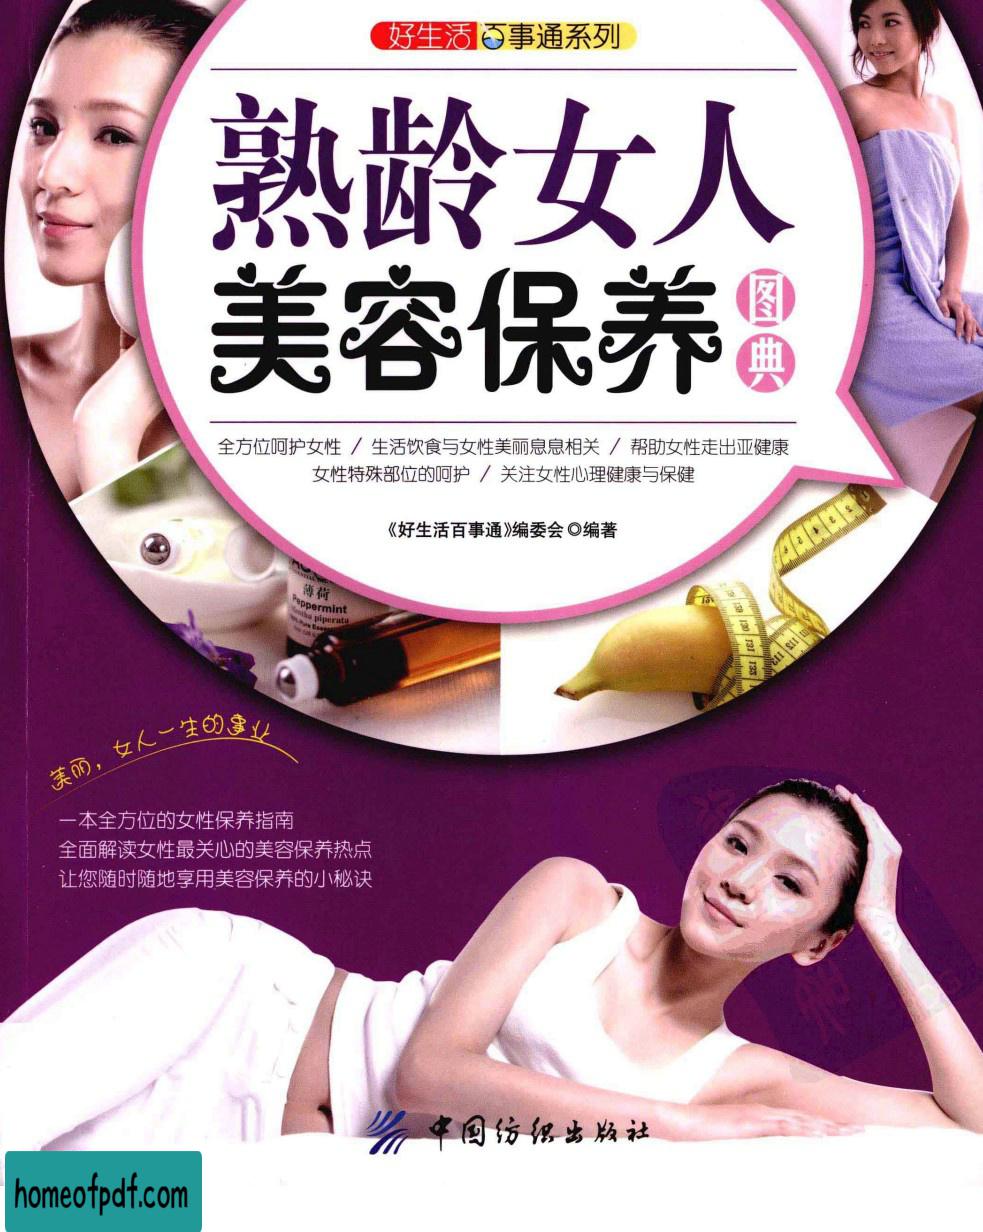 好生活百事通系列
熟龄女人
美容保养
图典
全方位呵护女性 / 生活饮食与女性美丽息息相关 / 帮助女性走出亚健康
女性特殊部位的呵护 / 关注女性心理健康与保健
《好生活百事通》编委会◎编著
薄荷
Peppermint
Mentha piperata
美丽，女人一生的事业
一本全方位的女性保养指南
全面解读女性最关心的美容保养热点
让您随时随地享用美容保养的小秘诀
中国纺织出版社
homeofpdf.com